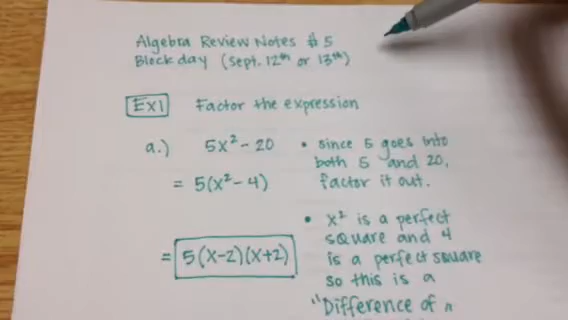 Algebra Review Notes #5
Block day (Sept. 12th or 13th)
Ex1 Factor the expression
a.) 5x² - 20
= 5(x² - 4)
= 5(x-2)(x+2)
• since 5 goes into
both 5 and 20,
factor it out.
• x² is a perfect
square and 4
is a perfect square
so this is a
"Difference of